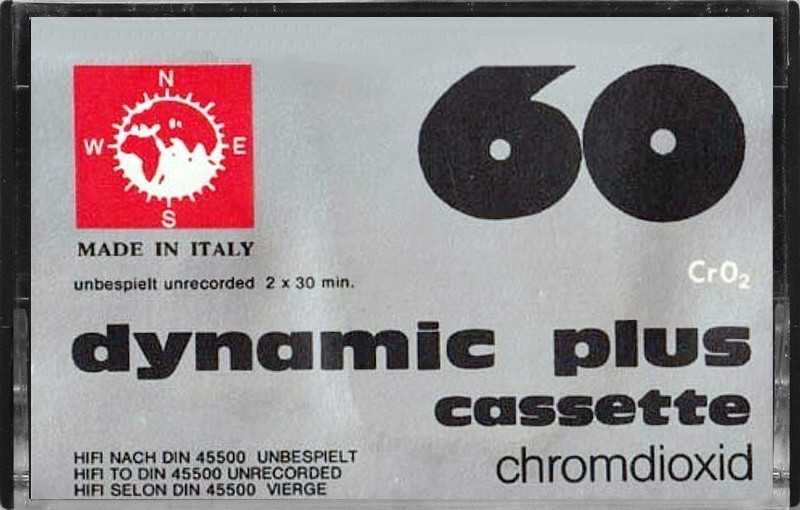 N
W E
S
MADE IN ITALY
unbespielt unrecorded 2 x 30 min.
60
CrO₂
dynamic plus
cassette
chromdioxid
HIFI NACH DIN 45500 UNBESPIELT
HIFI TO DIN 45500 UNRECORDED
HIFI SELON DIN 45500 VIERGE